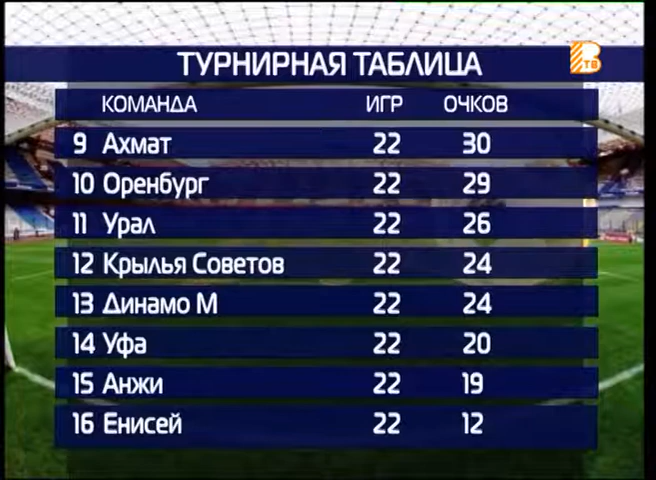 ТУРНИРНАЯ ТАБЛИЦА
В ТВ
КОМАНДА ИГР ОЧКОВ
9 Ахмат 22 30
10 Оренбург 22 29
11 Урал 22 26
12 Крылья Советов 22 24
13 Динамо М 22 24
14 Уфа 22 20
15 Анжи 22 19
16 Енисей 22 12